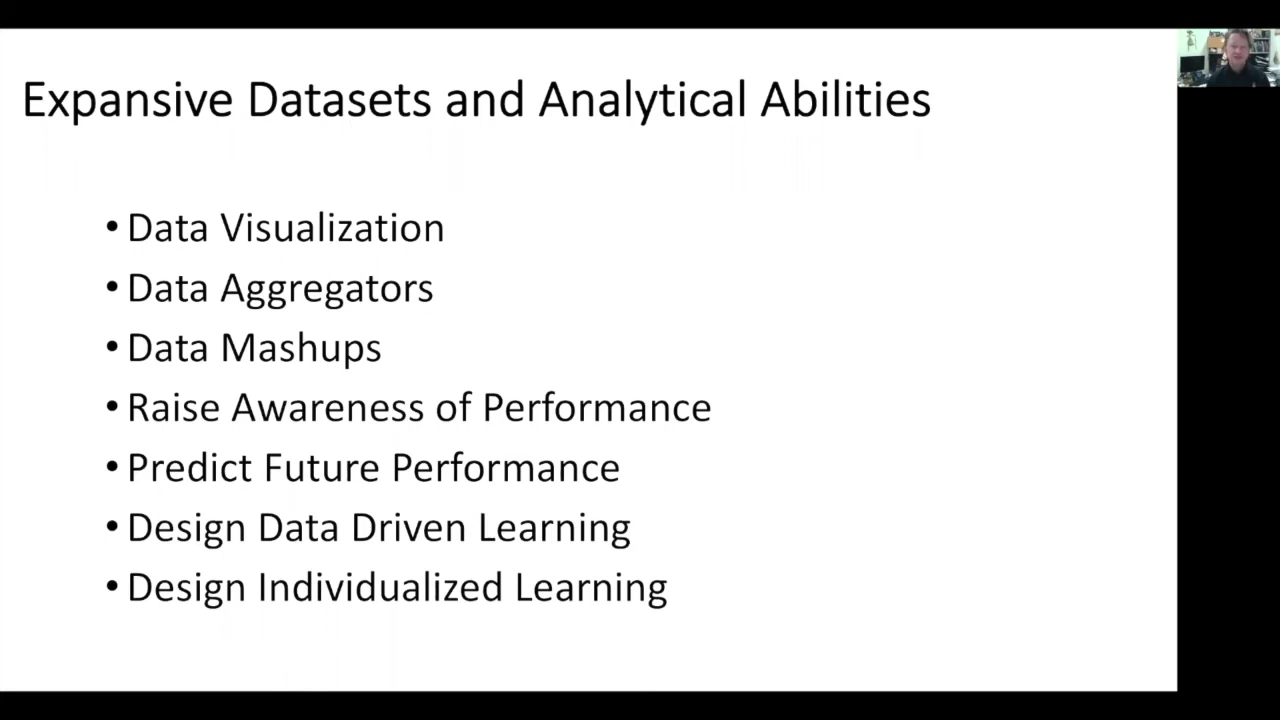 Expansive Datasets and Analytical Abilities
• Data Visualization
• Data Aggregators
• Data Mashups
• Raise Awareness of Performance
• Predict Future Performance
• Design Data Driven Learning
• Design Individualized Learning